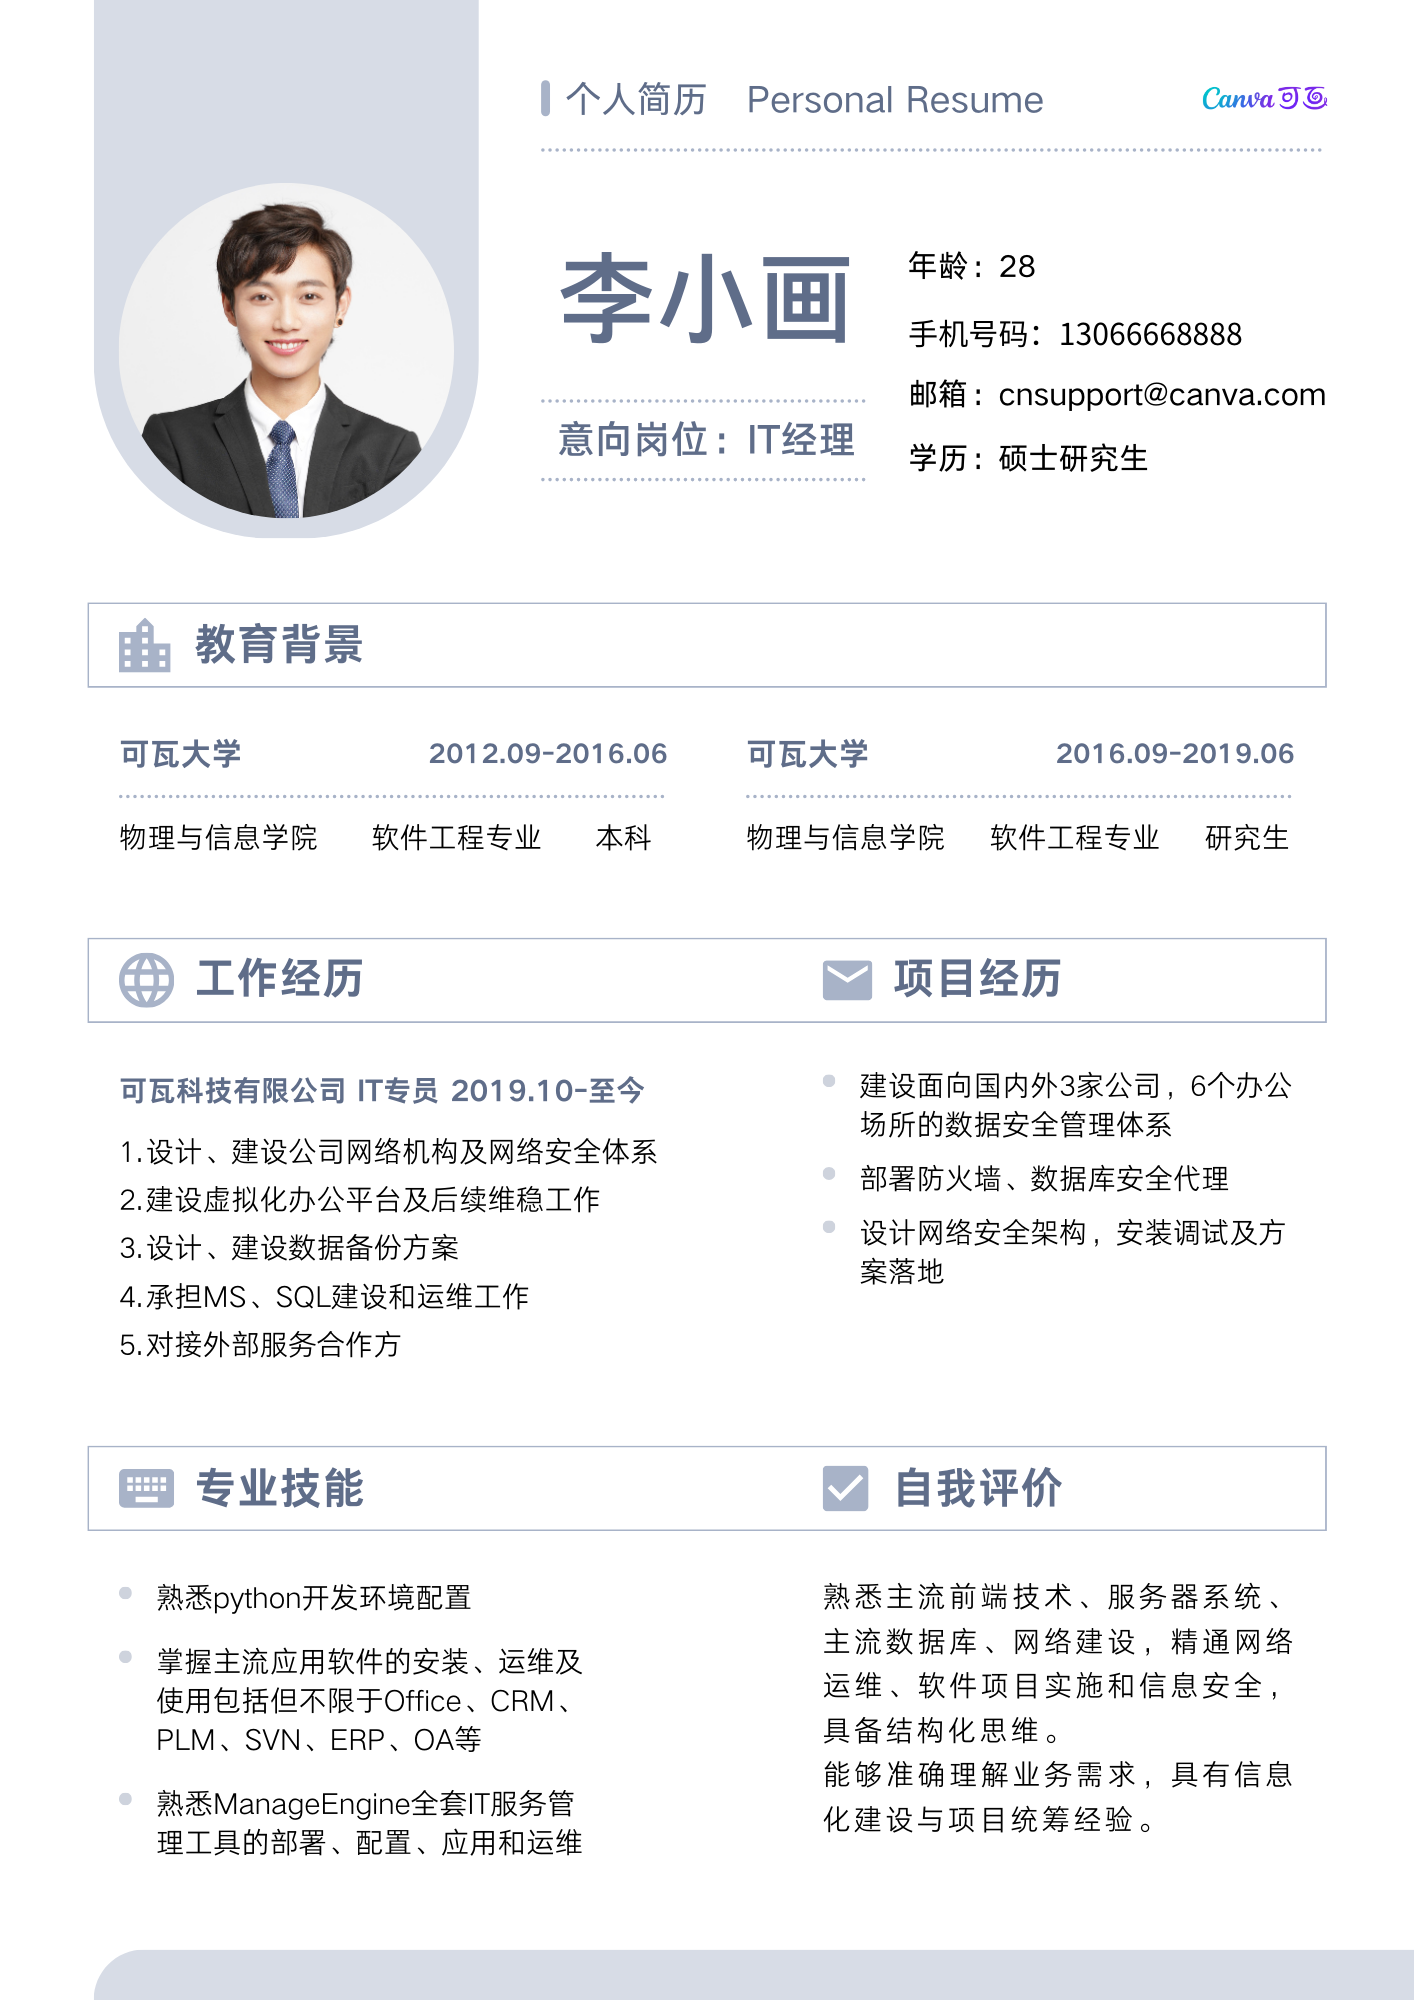 个人简历 Personal Resume
Canva可画
李小画
意向岗位：IT经理
年龄：28
手机号码：13066668888
邮箱：cnsupport@canva.com
学历：硕士研究生
教育背景
可瓦大学 2012.09-2016.06
物理与信息学院 软件工程专业 本科
可瓦大学 2016.09-2019.06
物理与信息学院 软件工程专业 研究生
工作经历
可瓦科技有限公司 IT专员 2019.10-至今
1.设计、建设公司网络机构及网络安全体系
2.建设虚拟化办公平台及后续维稳工作
3.设计、建设数据备份方案
4.承担MS、SQL建设和运维工作
5.对接外部服务合作方
项目经历
建设面向国内外3家公司，6个办公
场所的数据安全管理体系
部署防火墙、数据库安全代理
设计网络安全架构，安装调试及方
案落地
专业技能
熟悉python开发环境配置
掌握主流应用软件的安装、运维及
使用包括但不限于Office、CRM、
PLM、SVN、ERP、OA等
熟悉ManageEngine全套IT服务管
理工具的部署、配置、应用和运维
自我评价
熟悉主流前端技术、服务器系统、
主流数据库、网络建设，精通网络
运维、软件项目实施和信息安全，
具备结构化思维。
能够准确理解业务需求，具有信息
化建设与项目统筹经验。